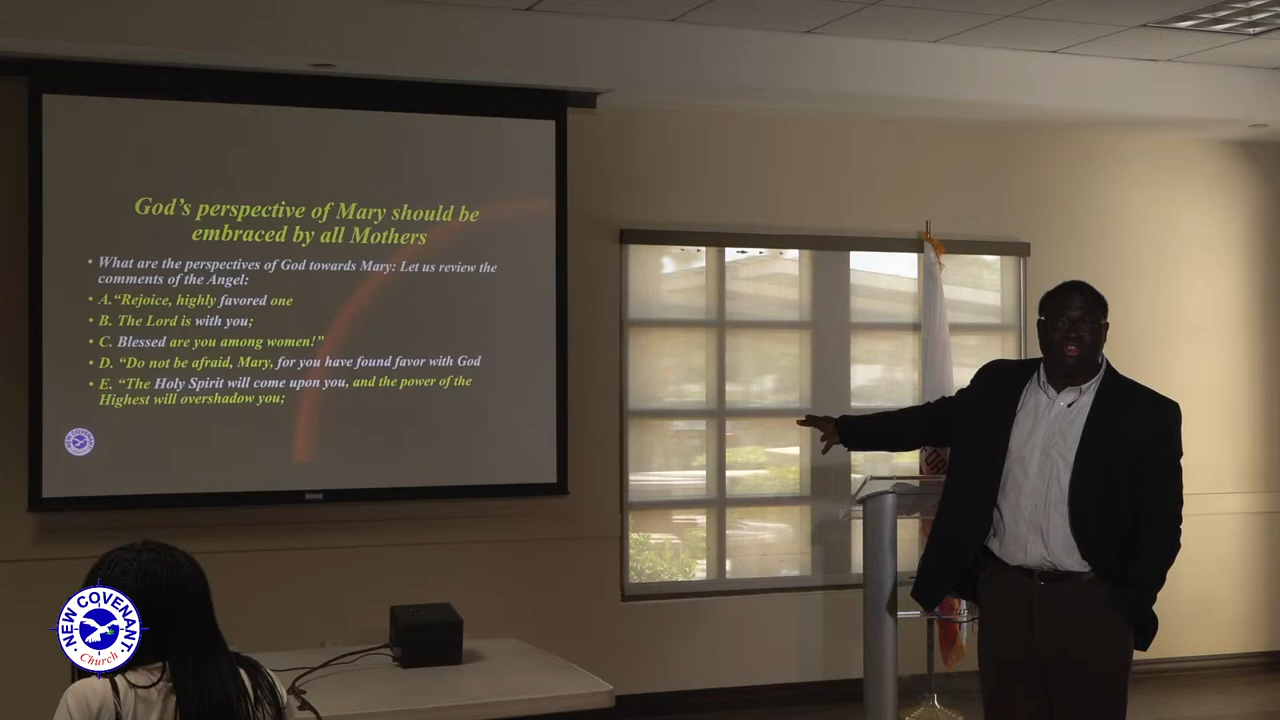 God's perspective of Mary should be
embraced by all Mothers
• What are the perspectives of God towards Mary: Let us review the
comments of the Angel:
• A.“Rejoice, highly favored one
• B. The Lord is with you;
• C. Blessed are you among women!”
• D. “Do not be afraid, Mary, for you have found favor with God
• E. “The Holy Spirit will come upon you, and the power of the
Highest will overshadow you;
NEW COVENANT
NEW COVENANT
Church